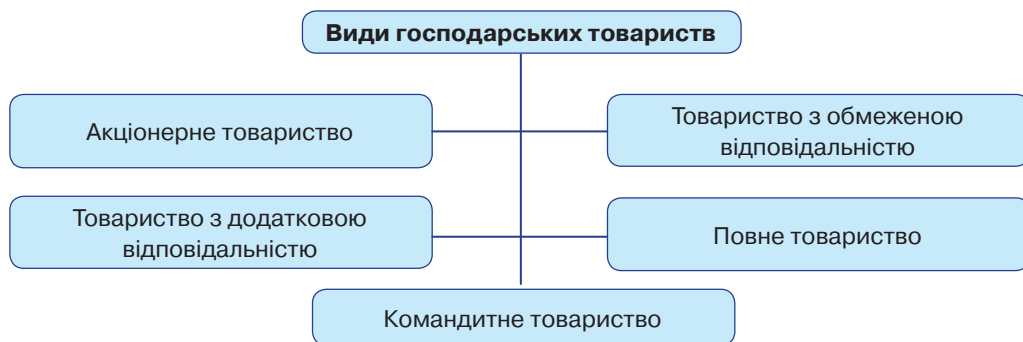 Види господарських товариств
Акціонерне товариство
Товариство з обмеженою
відповідальністю
Товариство з додатковою
відповідальністю
Повне товариство
Командитне товариство